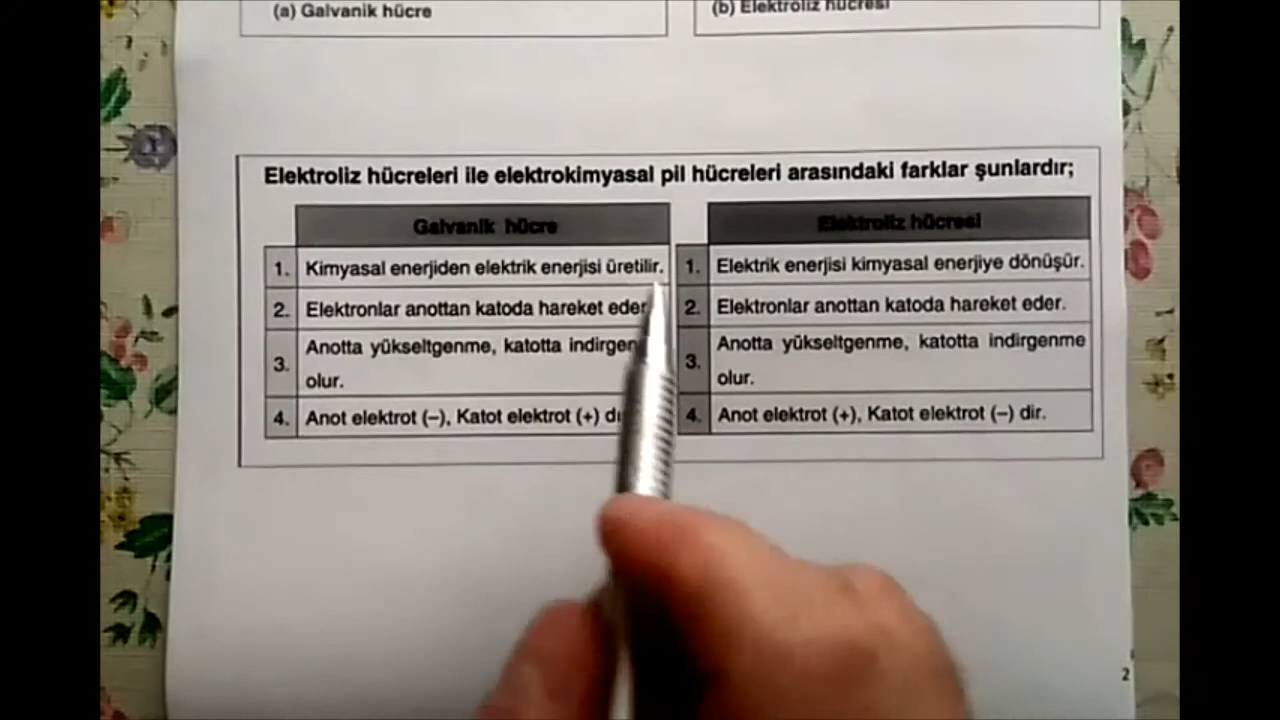 (a) Galvanik hücre
(b) Elektroliz hücresi
Elektroliz hücreleri ile elektrokimyasal pil hücreleri arasındaki farklar şunlardır;
Galvanik hücre
1. Kimyasal enerjiden elektrik enerjisi üretilir.
2. Elektronlar anottan katoda hareket eder
3. Anotta yükseltgenme, katotta indirgen
olur.
4. Anot elektrot (–), Katot elektrot (+)
Elektroliz hücresi
1. Elektrik enerjisi kimyasal enerjiye dönüşür.
2. Elektronlar anottan katoda hareket eder.
3. Anotta yükseltgenme, katotta indirgenme
olur.
4. Anot elektrot (+), Katot elektrot (–) dir.
2